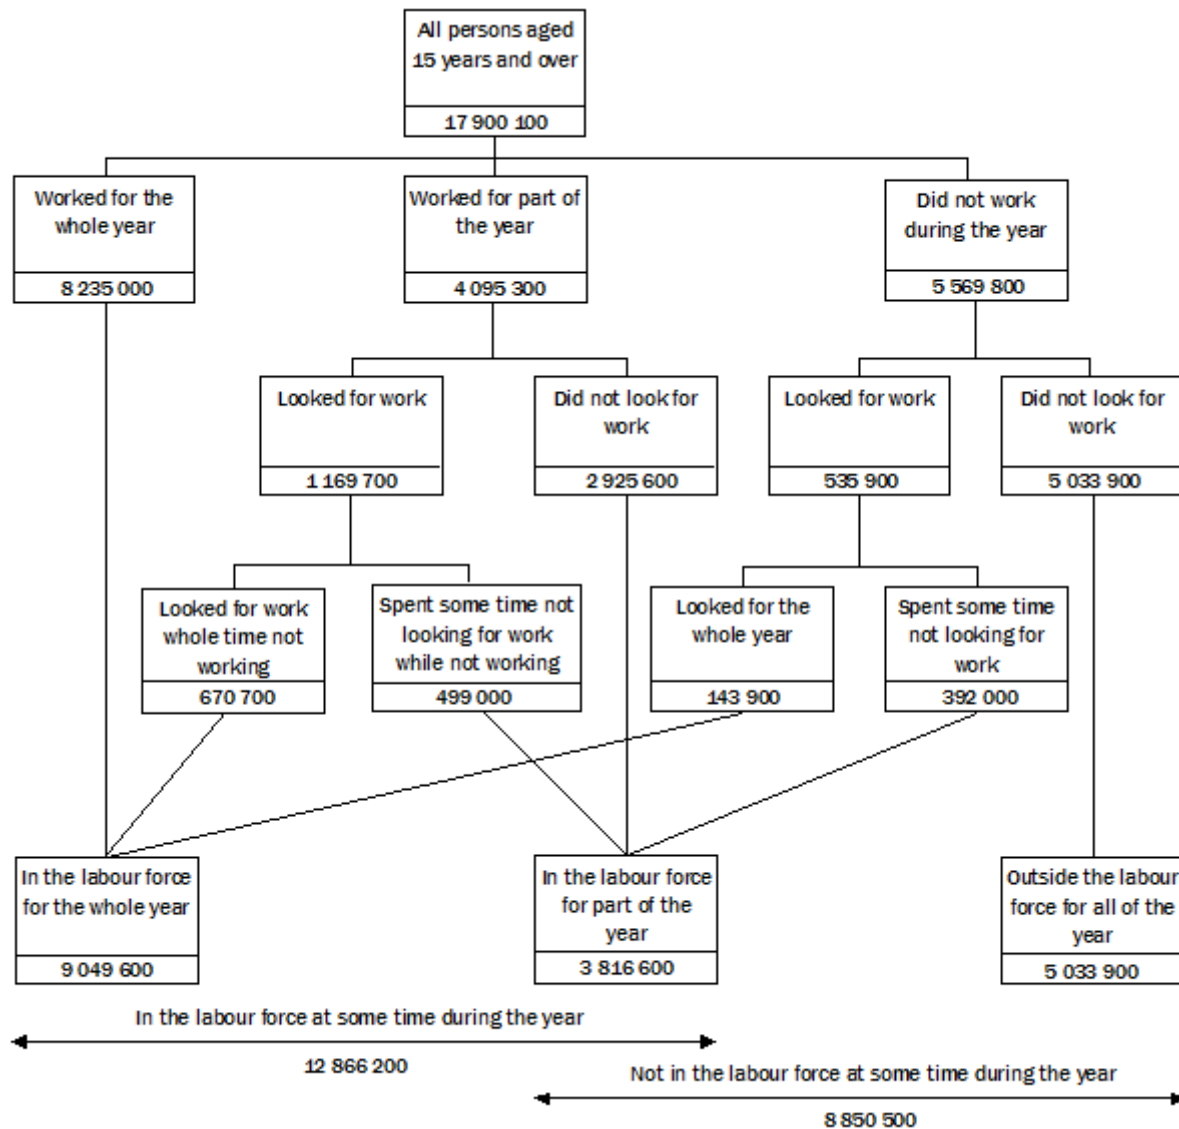 All persons aged
15 years and over
17 900 100
Worked for the
whole year
8 235 000
Worked for part of
the year
4 095 300
Did not work
during the year
5 569 800
Looked for work
1 169 700
Did not look for
work
2 925 600
Looked for work
535 900
Did not look for
work
5 033 900
Looked for work
whole time not
working
670 700
Spent some time not
looking for work
while not working
499 000
Looked for the
whole year
143 900
Spent some time
not looking for
work
392 000
In the labour force
for the whole year
9 049 600
In the labour force
for part of the
year
3 816 600
Outside the labour
force for all of the
year
5 033 900
In the labour force at some time during the year
12 866 200
Not in the labour force at some time during the year
8 850 500